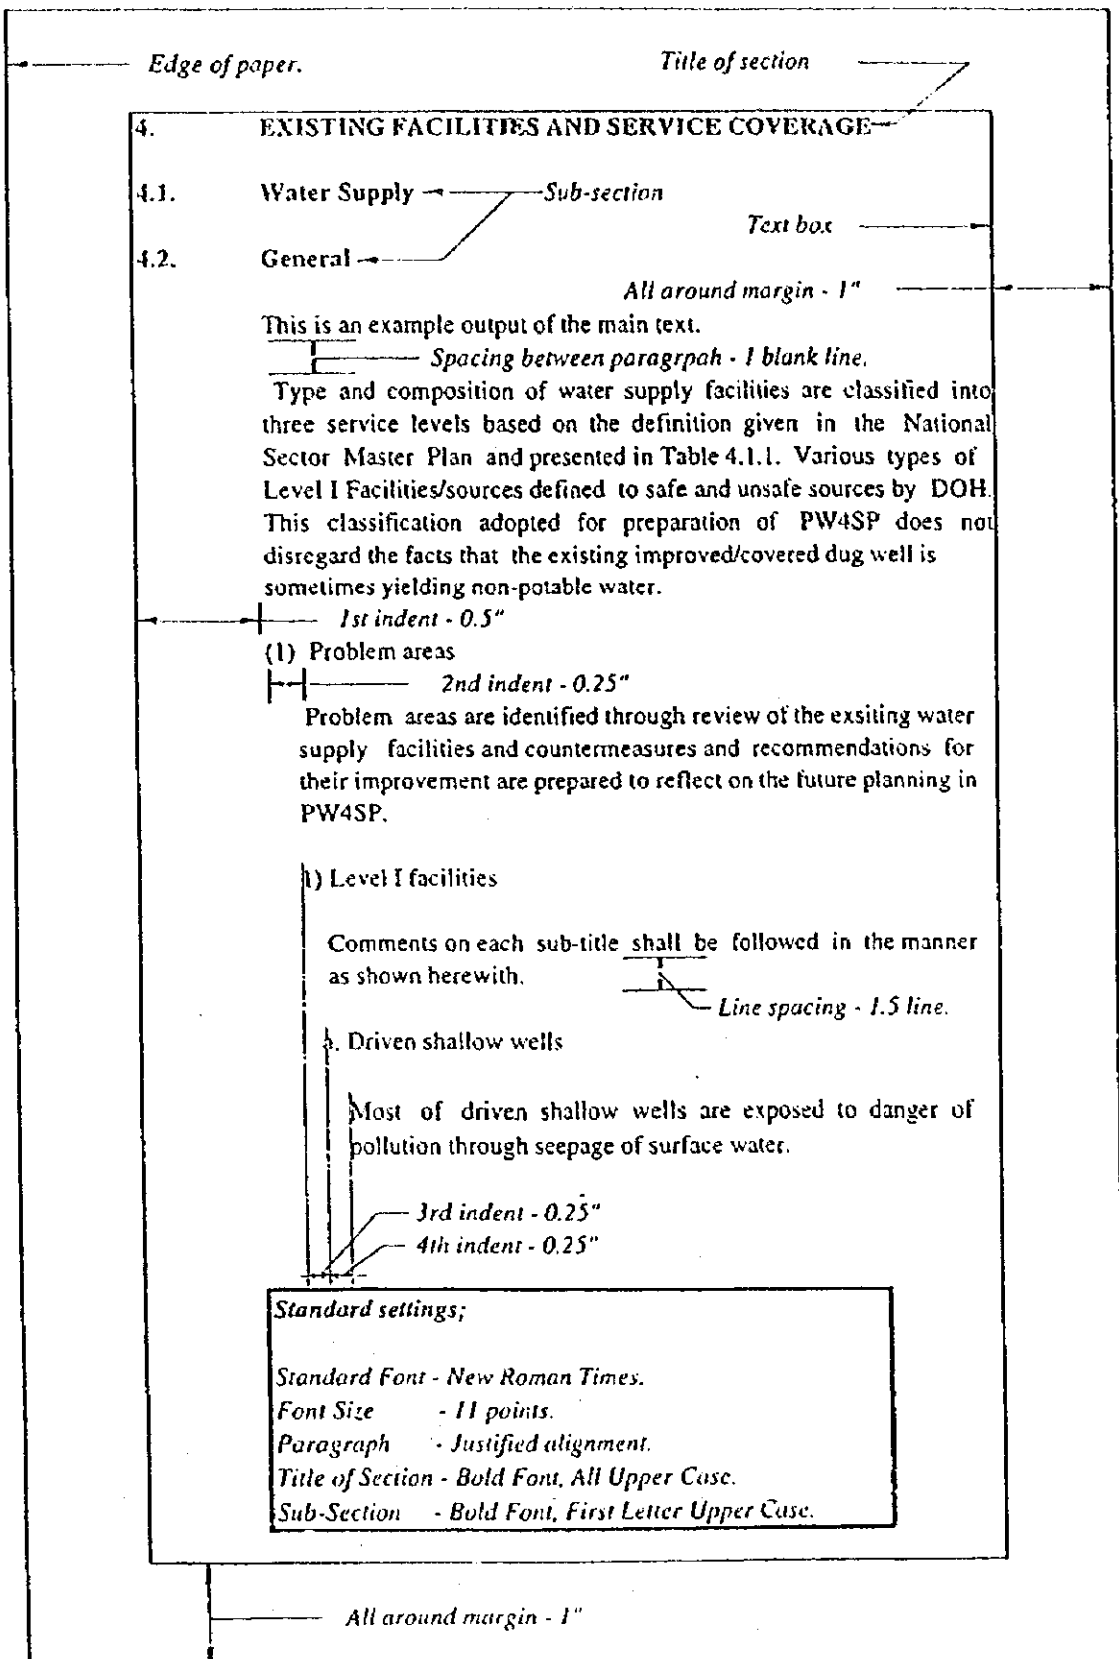 Edge of paper.
Title of section
4. EXISTING FACILITIES AND SERVICE COVERAGE
4.1. Water Supply
Sub-section
Text box
4.2. General
All around margin - 1"
This is an example output of the main text.
Spacing between paragrpah - 1 blank line.
Type and composition of water supply facilities are classified into
three service levels based on the definition given in the National
Sector Master Plan and presented in Table 4.1.1. Various types of
Level I Facilities/sources defined to safe and unsafe sources by DOH.
This classification adopted for preparation of PW4SP does not
disregard the facts that the existing improved/covered dug well is
sometimes yielding non-potable water.
1st indent - 0.5"
(1) Problem areas
2nd indent - 0.25"
Problem areas are identified through review of the exsiting water
supply facilities and countermeasures and recommendations for
their improvement are prepared to reflect on the future planning in
PW4SP.
1) Level I facilities
Comments on each sub-title shall be followed in the manner
as shown herewith.
Line spacing - 1.5 line.
Driven shallow wells
Most of driven shallow wells are exposed to danger of
pollution through seepage of surface water.
3rd indent - 0.25"
4th indent - 0.25"
Standard settings;
Standard Font - New Roman Times.
Font Size - 11 points.
Paragraph - Justified alignment.
Title of Section - Bold Font, All Upper Case.
Sub-Section - Bold Font, First Letter Upper Case.
All around margin - 1"